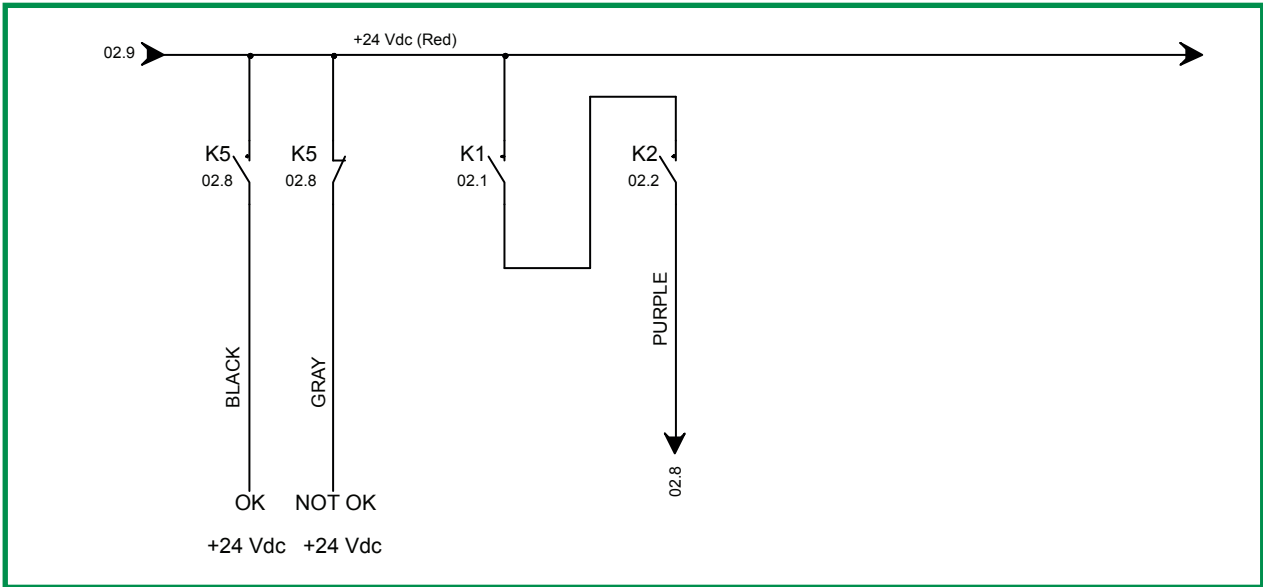 +24 Vdc (Red)
02.9
K5
K5
K1
K2
02.8
02.8
02.1
02.2
PURPLE
BLACK
GRAY
02.8
OK
NOT OK
+24 Vdc
+24 Vdc